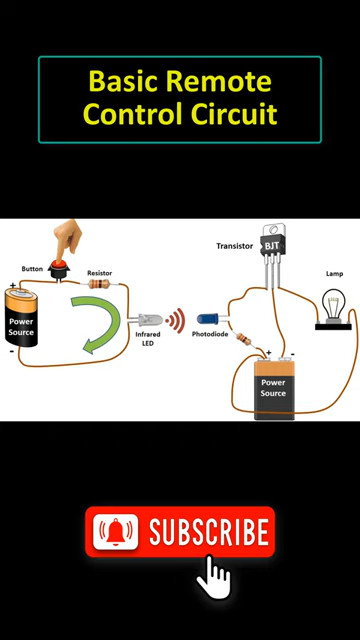 Basic Remote
Control Circuit
Transistor
BJT
Button
Resistor
Lamp
+
Power
Source
-
Infrared
LED
Photodiode
+ -
Power
Source
SUBSCRIBE